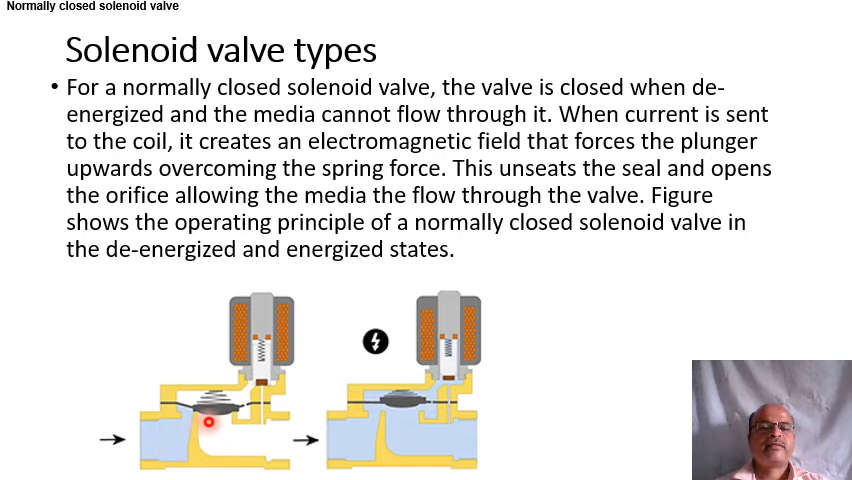 Normally closed solenoid valve
Solenoid valve types
• For a normally closed solenoid valve, the valve is closed when de-
energized and the media cannot flow through it. When current is sent
to the coil, it creates an electromagnetic field that forces the plunger
upwards overcoming the spring force. This unseats the seal and opens
the orifice allowing the media the flow through the valve. Figure
shows the operating principle of a normally closed solenoid valve in
the de-energized and energized states.